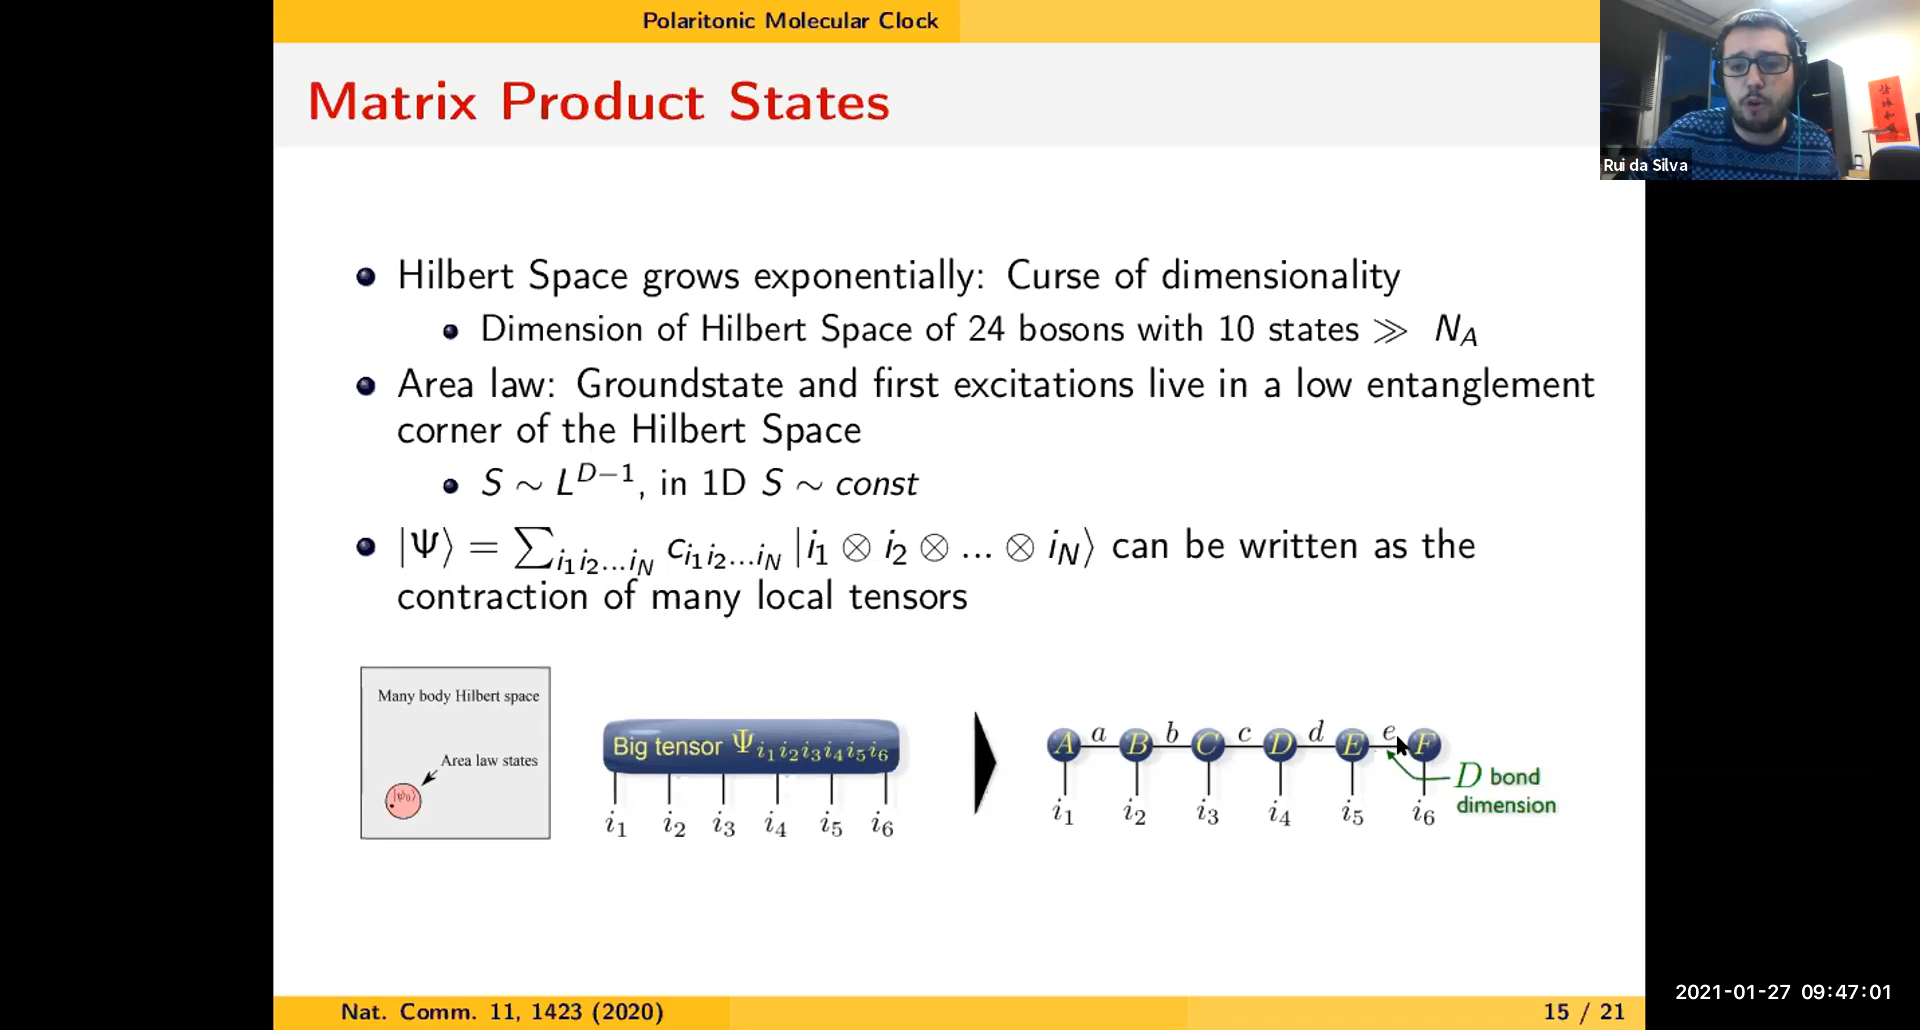 Polaritonic Molecular Clock
Matrix Product States
Rui da Silva
Hilbert Space grows exponentially: Curse of dimensionality
Dimension of Hilbert Space of 24 bosons with 10 states ≫ N_A
Area law: Groundstate and first excitations live in a low entanglement
corner of the Hilbert Space
S ∼ L^{D−1}, in 1D S ∼ const
|Ψ⟩ = ∑_{i_1 i_2...i_N} c_{i_1 i_2...i_N} |i_1 ⊗ i_2 ⊗ ... ⊗ i_N⟩ can be written as the
contraction of many local tensors
Many body Hilbert space
Area law states
|ψ_0⟩
Big tensor Ψ_{i_1 i_2 i_3 i_4 i_5 i_6}
i_1 i_2 i_3 i_4 i_5 i_6
A a B b C c D d E e F
i_1 i_2 i_3 i_4 i_5 i_6
D bond
dimension
Nat. Comm. 11, 1423 (2020)
15 / 21
2021-01-27 09:47:01